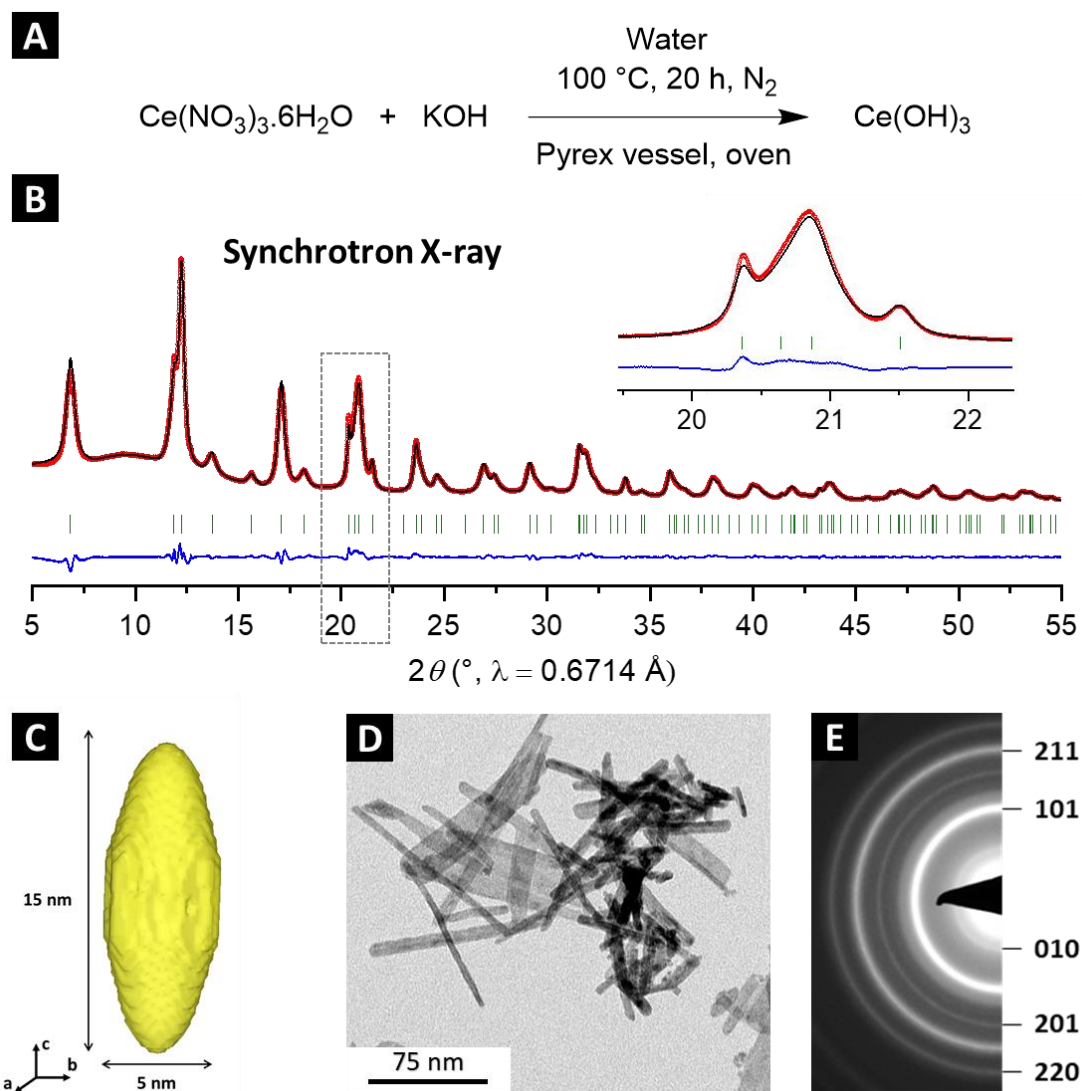 A
Water
100 °C, 20 h, N₂
Ce(NO₃)₃.6H₂O + KOH
Ce(OH)₃
Pyrex vessel, oven
B
Synchrotron X-ray
20 21 22
5 10 15 20 25 30 35 40 45 50 55
2θ (°, λ = 0.6714 Å)
C
15 nm
c
b
a
5 nm
D
75 nm
E
211
101
010
201
220